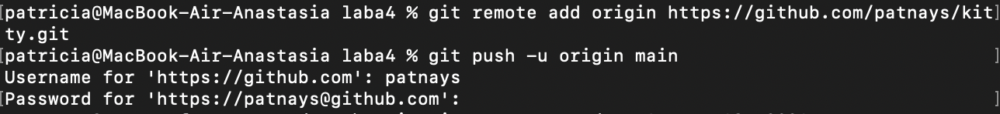 [patricia@MacBook-Air-Anastasia laba4 % git remote add origin https://github.com/patnays/kit]
ty.git
[patricia@MacBook-Air-Anastasia laba4 % git push -u origin main ]
Username for 'https://github.com': patnays
[Password for 'https://patnays@github.com': ]